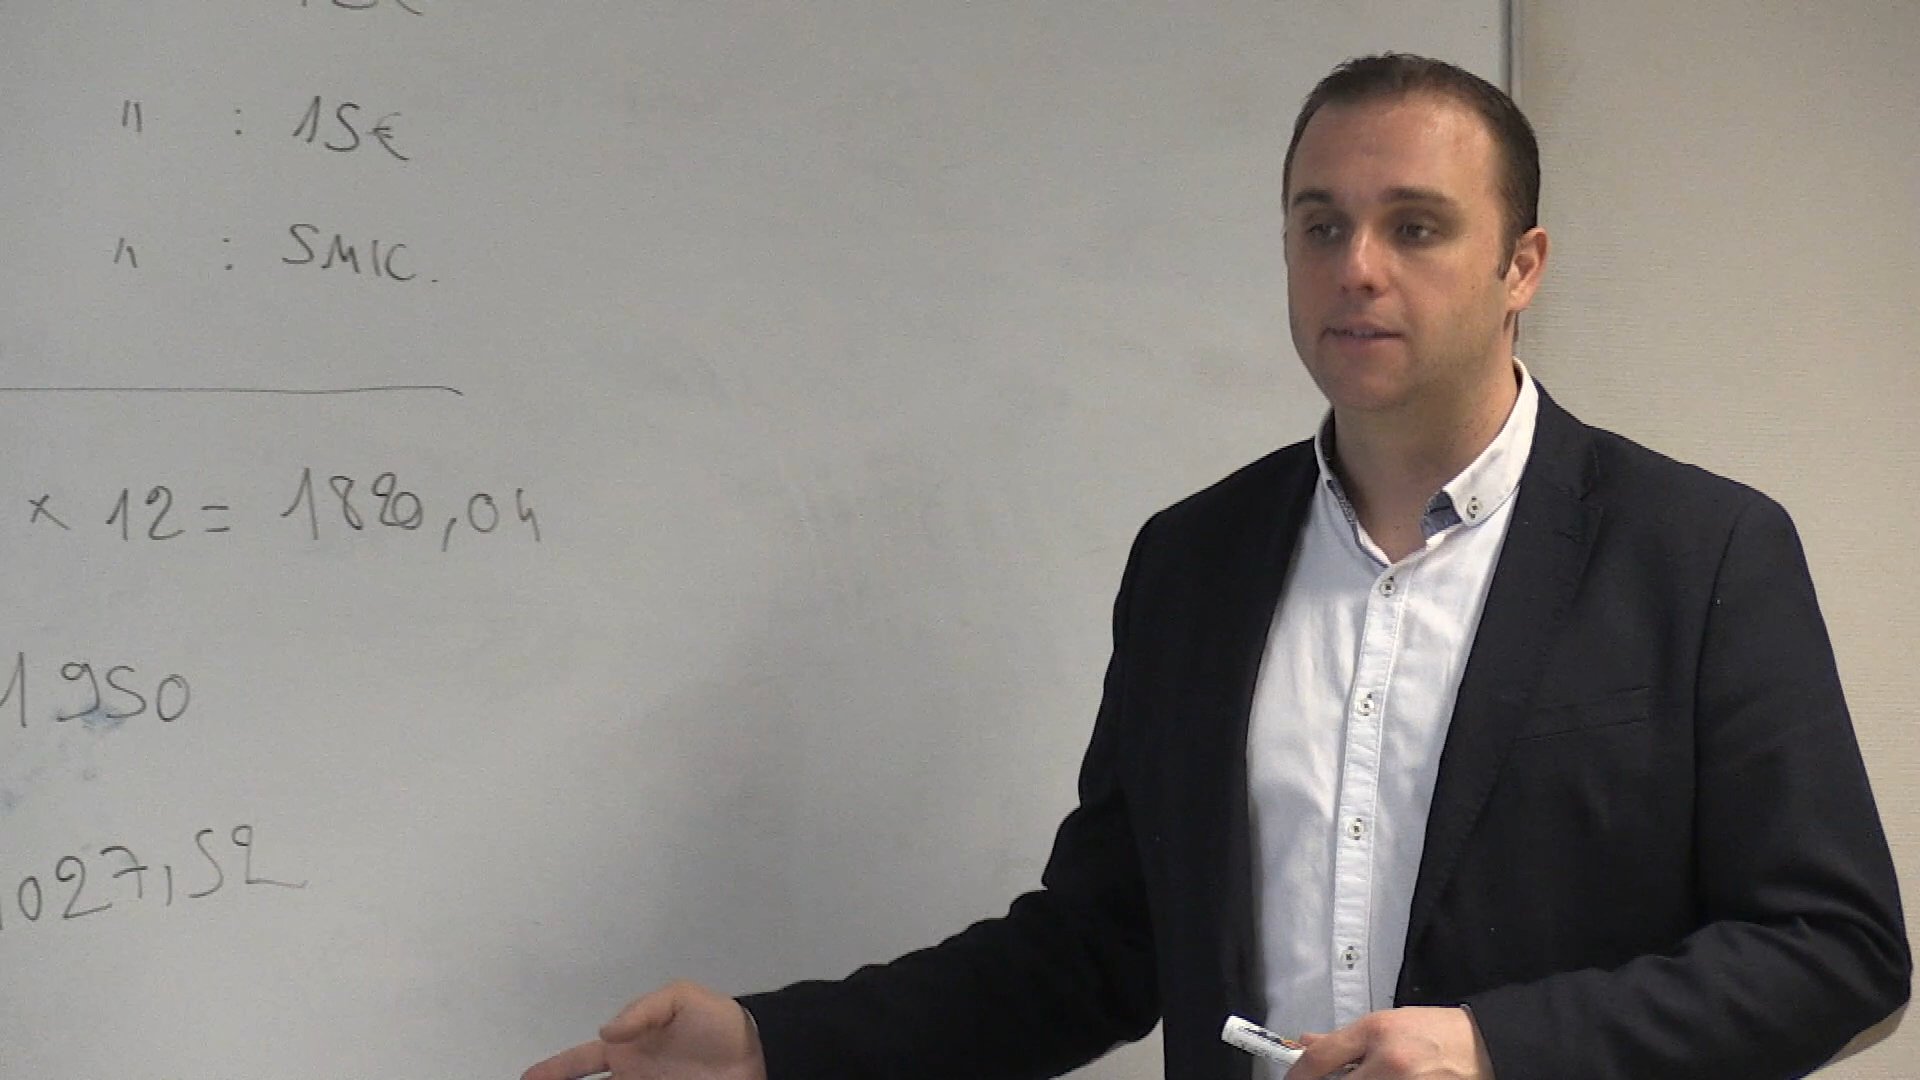 " : 15€
" : SMIC.
x 12 = 1820,04
1950
027,52